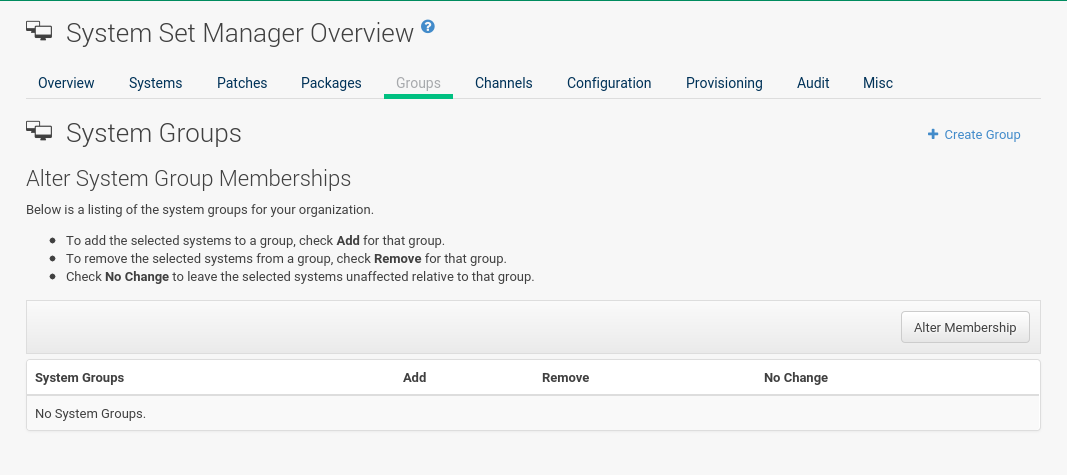 System Set Manager Overview ?
Overview Systems Patches Packages Groups Channels Configuration Provisioning Audit Misc
System Groups
+ Create Group
Alter System Group Memberships
Below is a listing of the system groups for your organization.
• To add the selected systems to a group, check Add for that group.
• To remove the selected systems from a group, check Remove for that group.
• Check No Change to leave the selected systems unaffected relative to that group.
Alter Membership
System Groups Add Remove No Change
No System Groups.